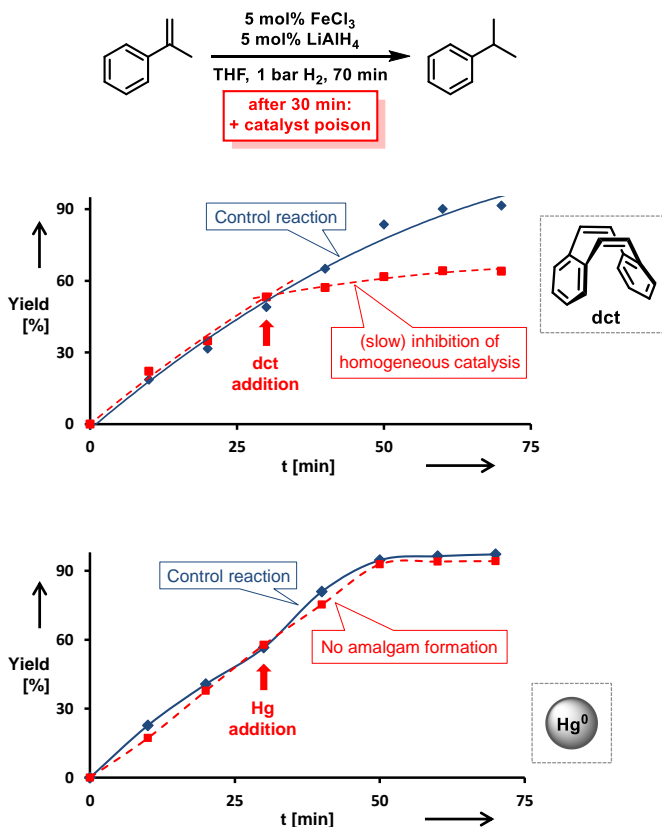 5 mol% FeCl3
5 mol% LiAlH4
THF, 1 bar H2, 70 min
after 30 min:
+ catalyst poison
90
60
30
0
Yield
[%]
Control reaction
dct
addition
(slow) inhibition of
homogeneous catalysis
dct
0
25
50
75
t [min]
90
60
30
0
Yield
[%]
Control reaction
No amalgam formation
Hg
addition
Hg0
0
25
50
75
t [min]